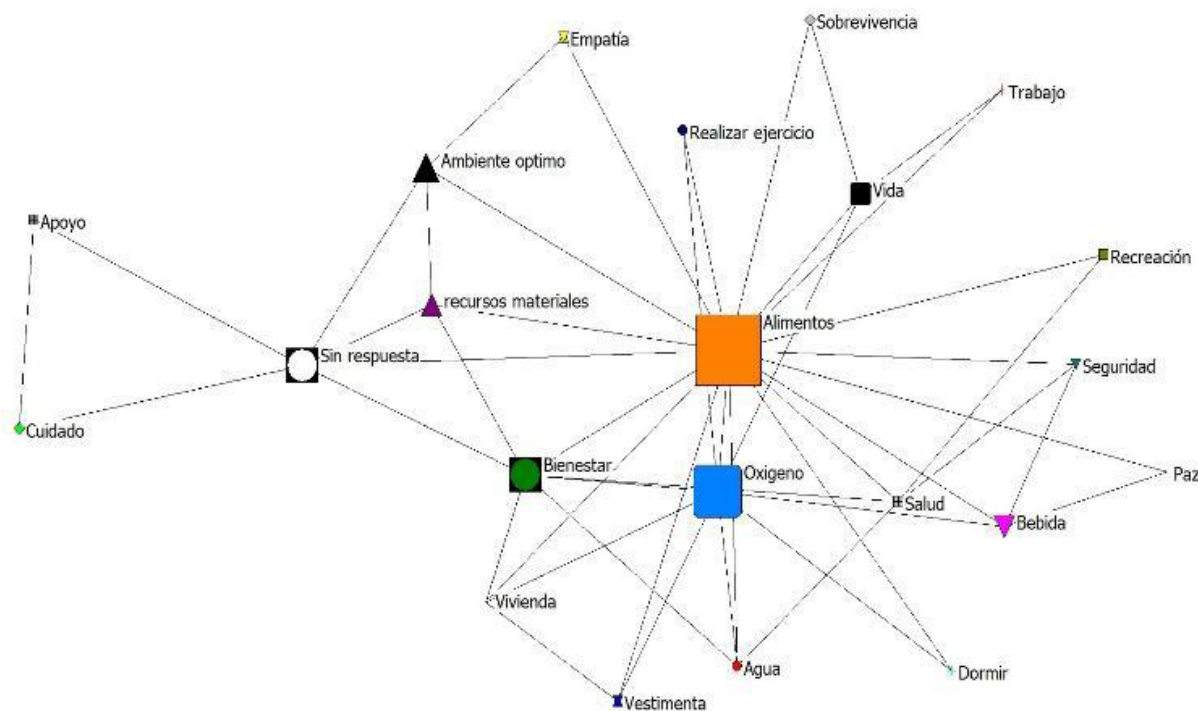 Sobrevivencia
Empatía
Trabajo
Realizar ejercicio
Ambiente optimo
Vida
Apoyo
Recreación
recursos materiales
Alimentos
Sin respuesta
Seguridad
Cuidado
Bienestar
Oxigeno
Paz
Salud
Bebida
Vivienda
Agua
Dormir
Vestimenta